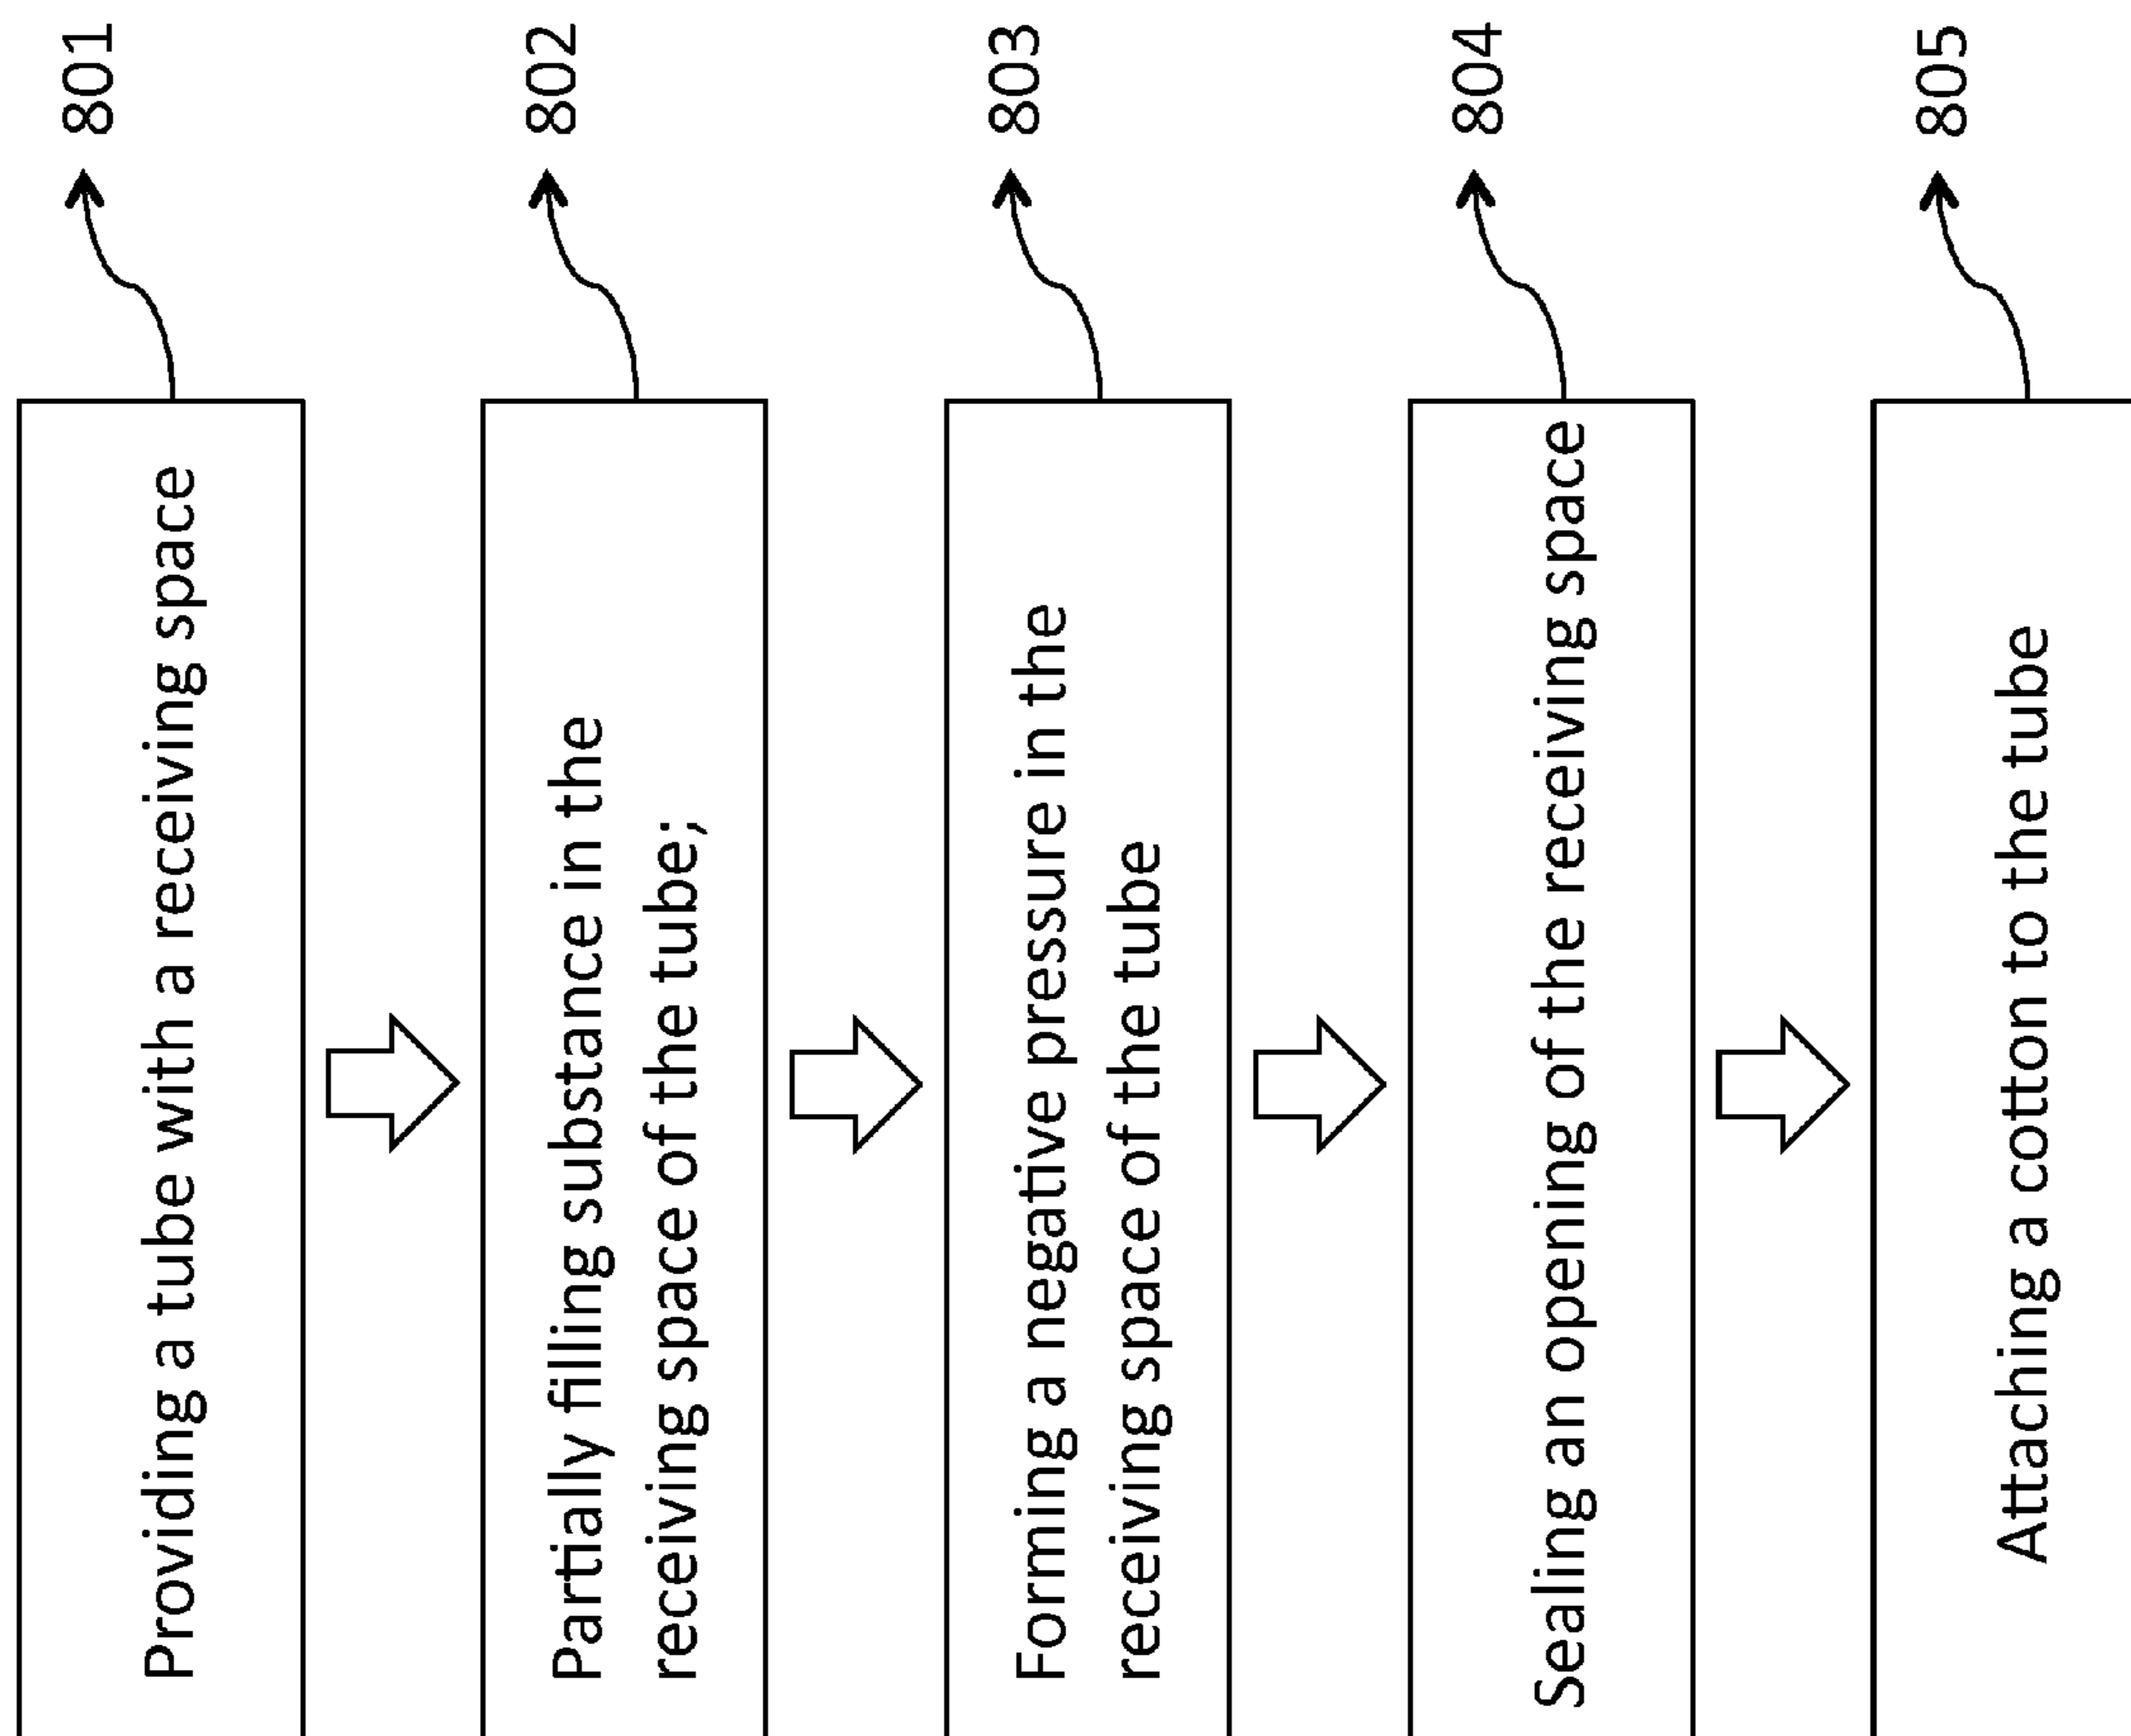 Providing a tube with a receiving space
801
Partially filling substance in the
receiving space of the tube;
802
Forming a negative pressure in the
receiving space of the tube
803
Sealing an opening of the receiving space
804
Attaching a cotton to the tube
805